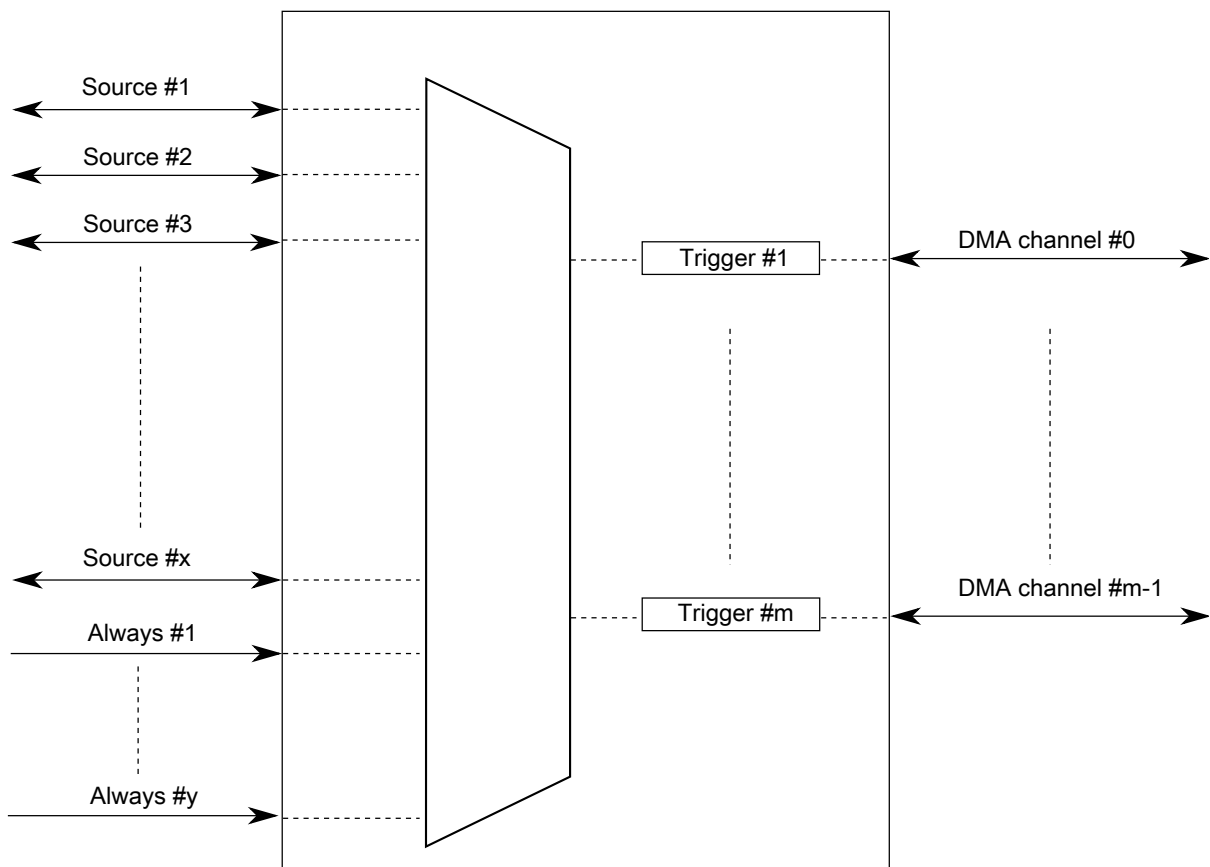 Source #1
Source #2
Source #3
Trigger #1
DMA channel #0
Source #x
Always #1
Trigger #m
DMA channel #m-1
Always #y